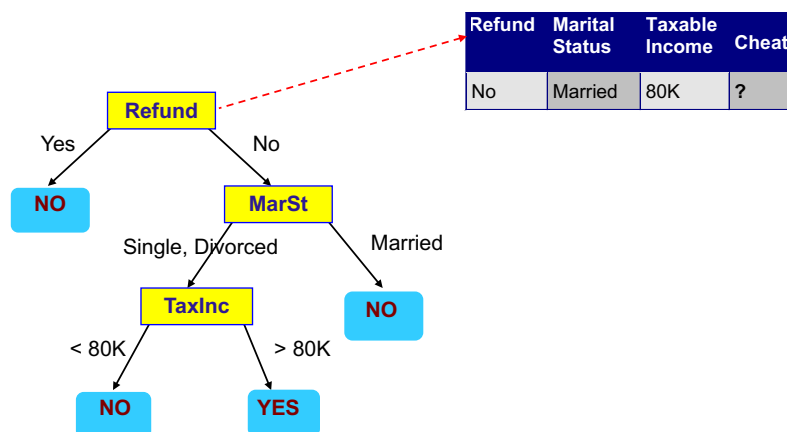 Refund Marital Status Taxable Income Cheat
No Married 80K ?
Refund
Yes No
NO
MarSt
Single, Divorced Married
TaxInc
NO
< 80K > 80K
NO YES